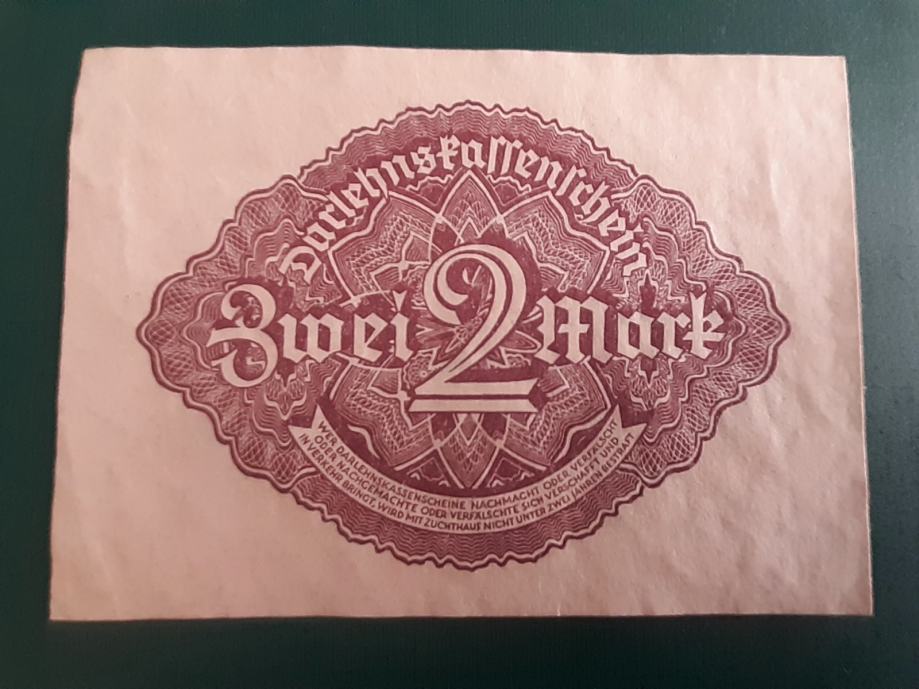 Darlehnskassenschein
Zwei 2 Mark
WER DARLEHNSKASSENSCHEINE NACHMACHT ODER VERFÄLSCHT
ODER NACHGEMACHTE ODER VERFÄLSCHTE SICH VERSCHAFFT UND
IN VERKEHR BRINGT, WIRD MIT ZUCHTHAUS NICHT UNTER ZWEI JAHREN BESTRAFT